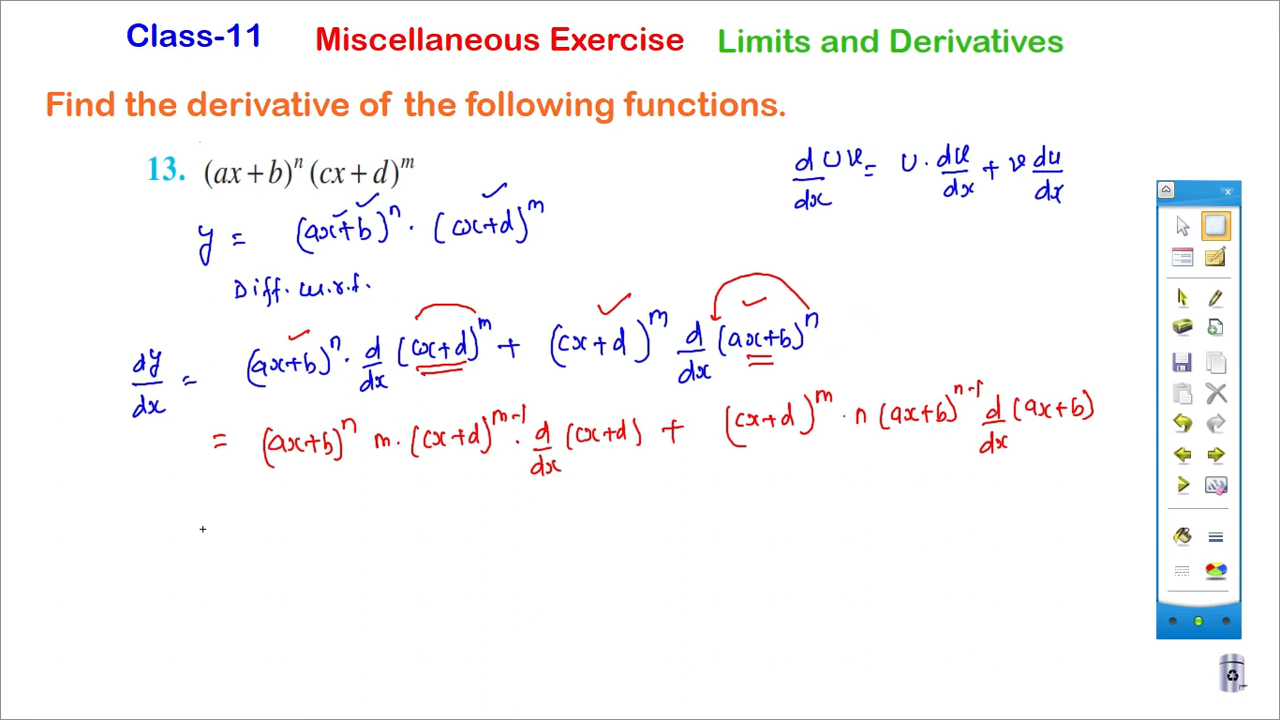 Class-11 Miscellaneous Exercise Limits and Derivatives
Find the derivative of the following functions.
13. (ax+b)^n (cx+d)^m
d/dx UV = U. dV/dx + V dU/dx
y = (ax+b)^n . (cx+d)^m
Diff. w.r.t.
dy/dx = (ax+b)^n . d/dx (cx+d)^m + (cx+d)^m d/dx (ax+b)^n
= (ax+b)^n m. (cx+d)^m-1 . d/dx (cx+d) + (cx+d)^m . n (ax+b)^n-1 d/dx (ax+b)